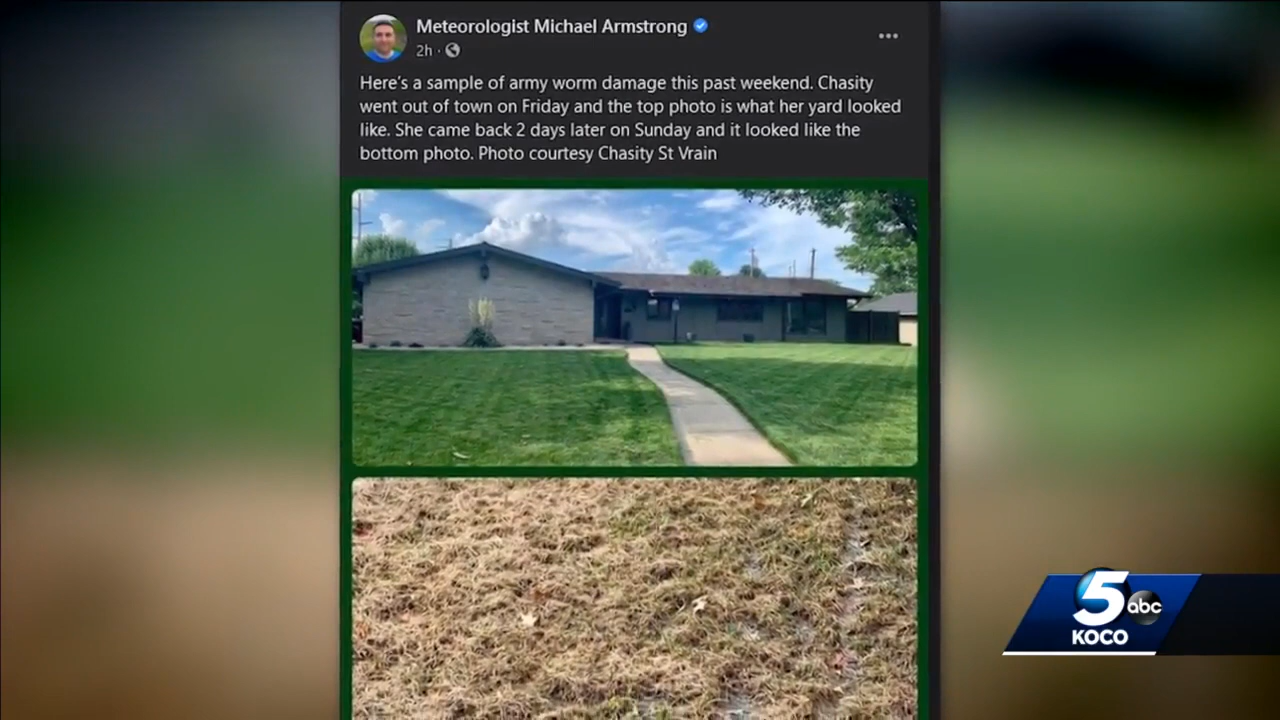 Meteorologist Michael Armstrong
2h ·
Here's a sample of army worm damage this past weekend. Chasity
went out of town on Friday and the top photo is what her yard looked
like. She came back 2 days later on Sunday and it looked like the
bottom photo. Photo courtesy Chasity St Vrain
5 abc
KOCO